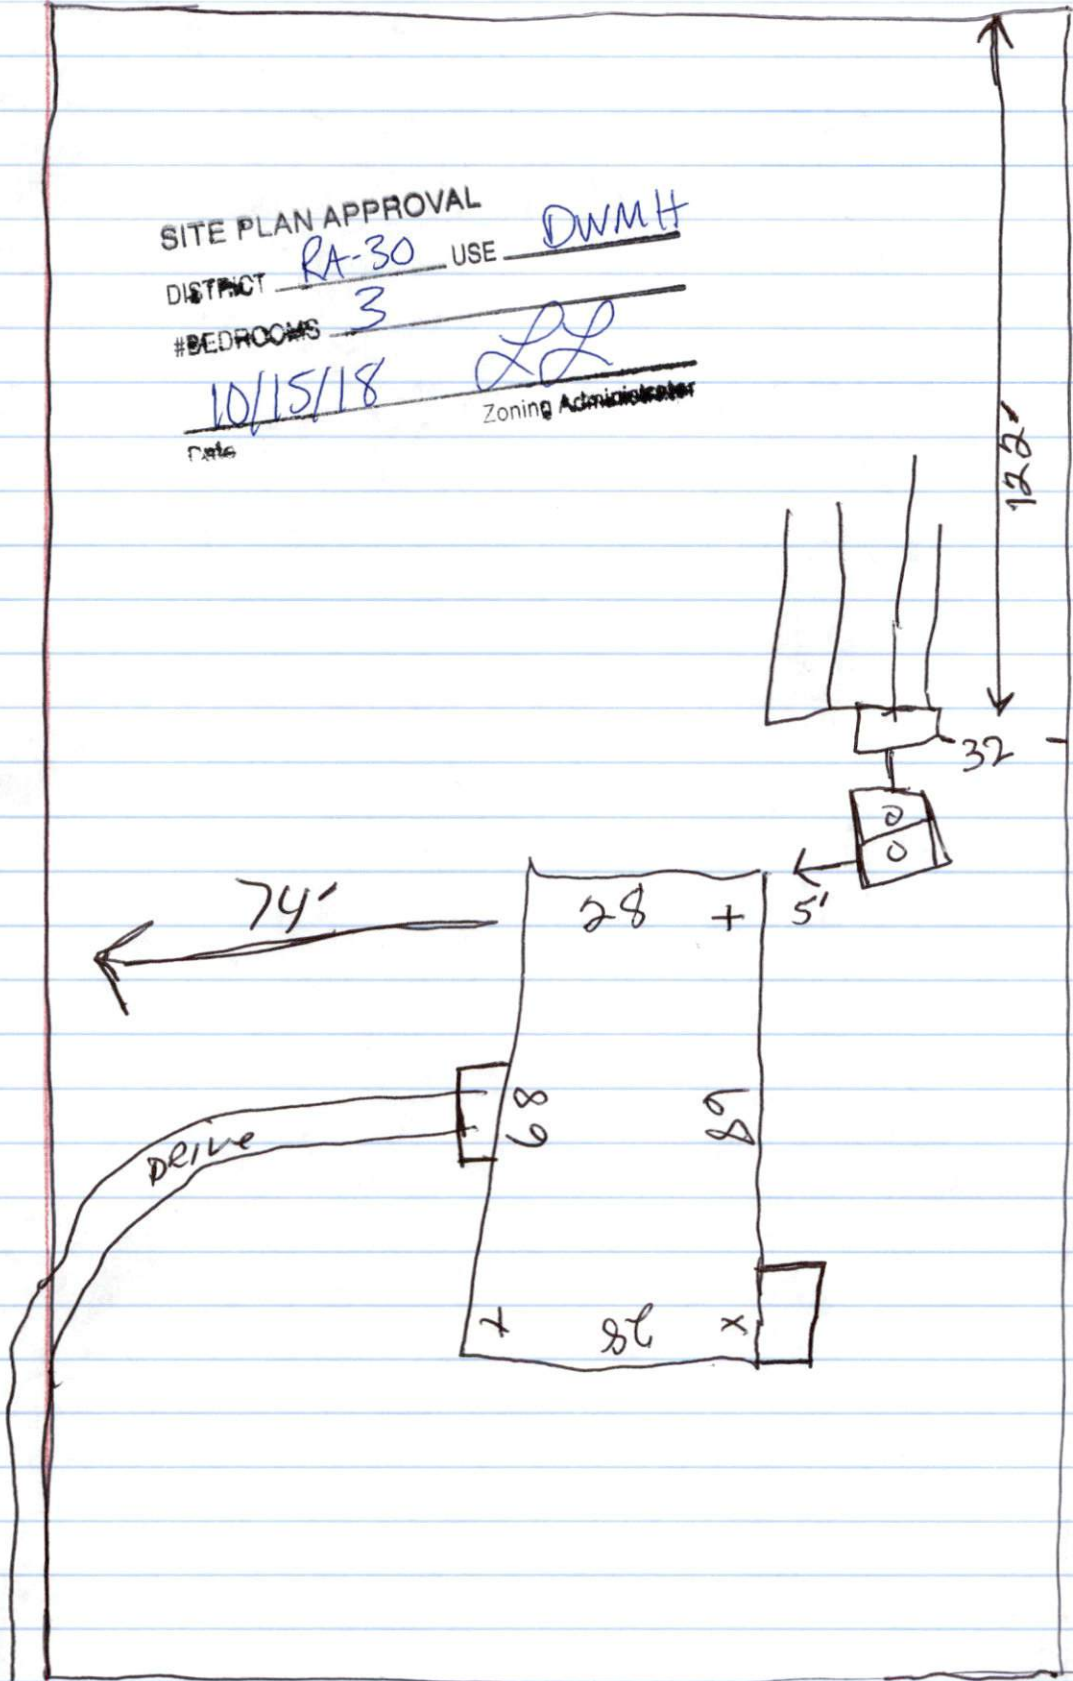 SITE PLAN APPROVAL
DISTRICT RA-30 USE DWMH
#BEDROOMS 3
10/15/18 LL
Date Zoning Administrator
122'
32
O
O
74'
28 +
5'
68
68
DRIVE
x 28 x